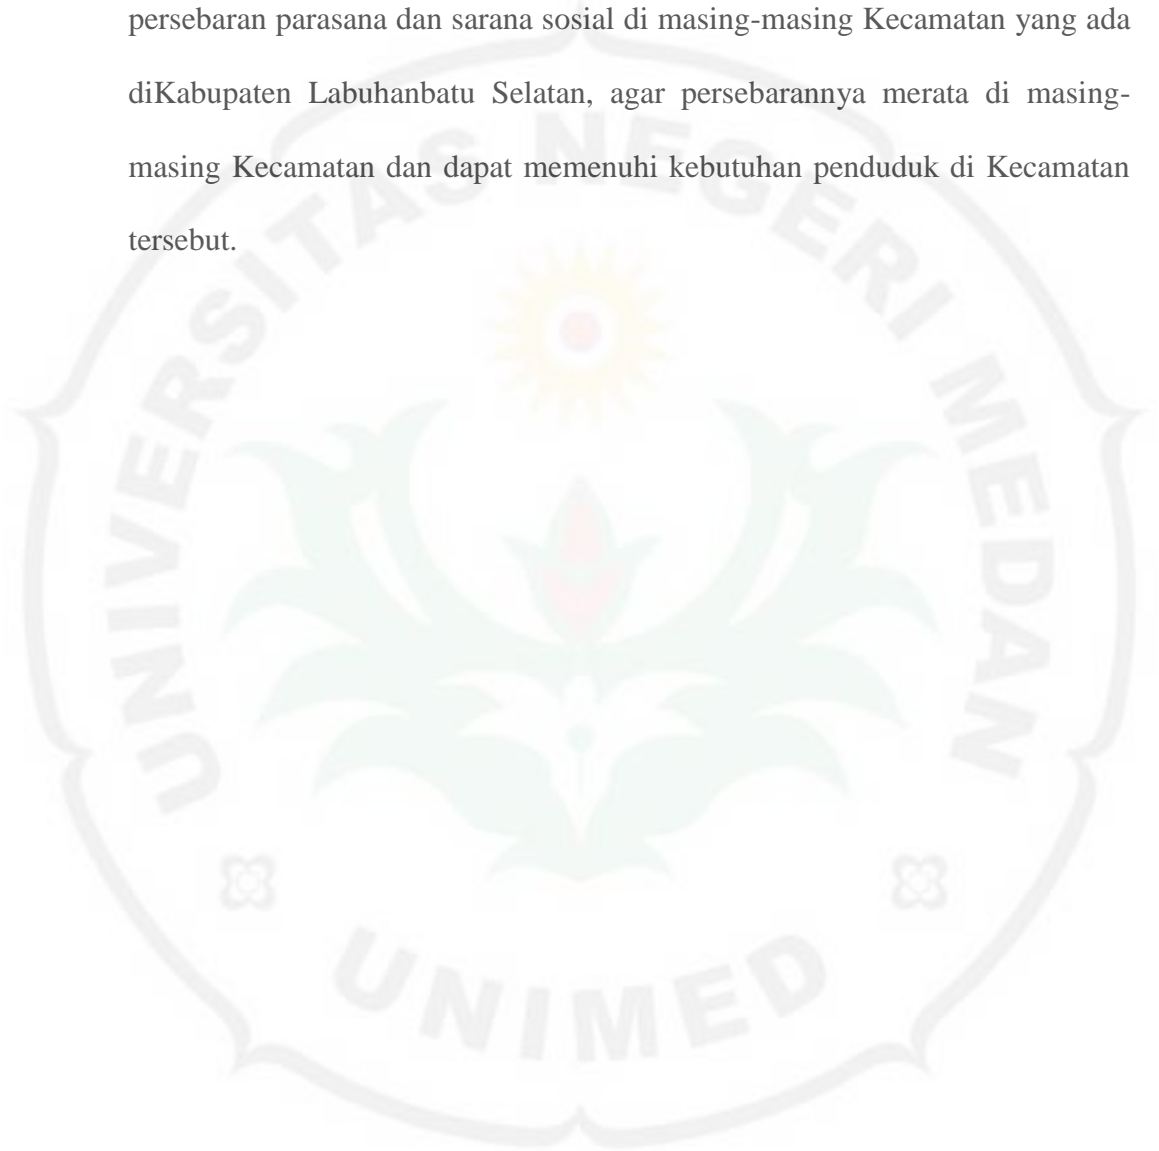 persebaran parasana dan sarana sosial di masing-masing Kecamatan yang ada
diKabupaten Labuhanbatu Selatan, agar persebarannya merata di masing-
masing Kecamatan dan dapat memenuhi kebutuhan penduduk di Kecamatan
tersebut.
UNIVERSITAS NEGERI MEDAN
UNIMED